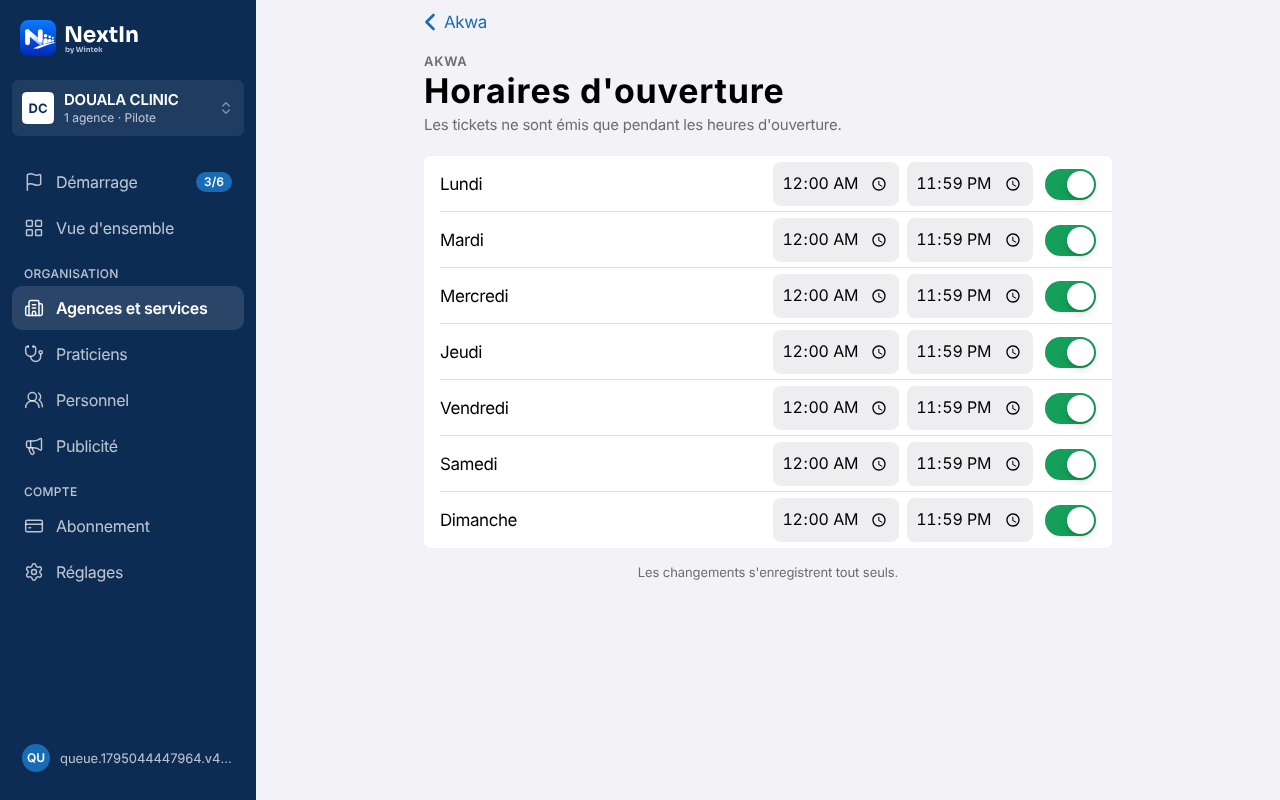 NextIn
by Wintek
DC
DOUALA CLINIC
1 agence · Pilote
Démarrage
3/6
Vue d'ensemble
ORGANISATION
Agences et services
Praticiens
Personnel
Publicité
COMPTE
Abonnement
Réglages
QU
queue.1795044447964.v4...
Akwa
AKWA
Horaires d'ouverture
Les tickets ne sont émis que pendant les heures d'ouverture.
Lundi 12:00 AM 11:59 PM
Mardi 12:00 AM 11:59 PM
Mercredi 12:00 AM 11:59 PM
Jeudi 12:00 AM 11:59 PM
Vendredi 12:00 AM 11:59 PM
Samedi 12:00 AM 11:59 PM
Dimanche 12:00 AM 11:59 PM
Les changements s'enregistrent tout seuls.